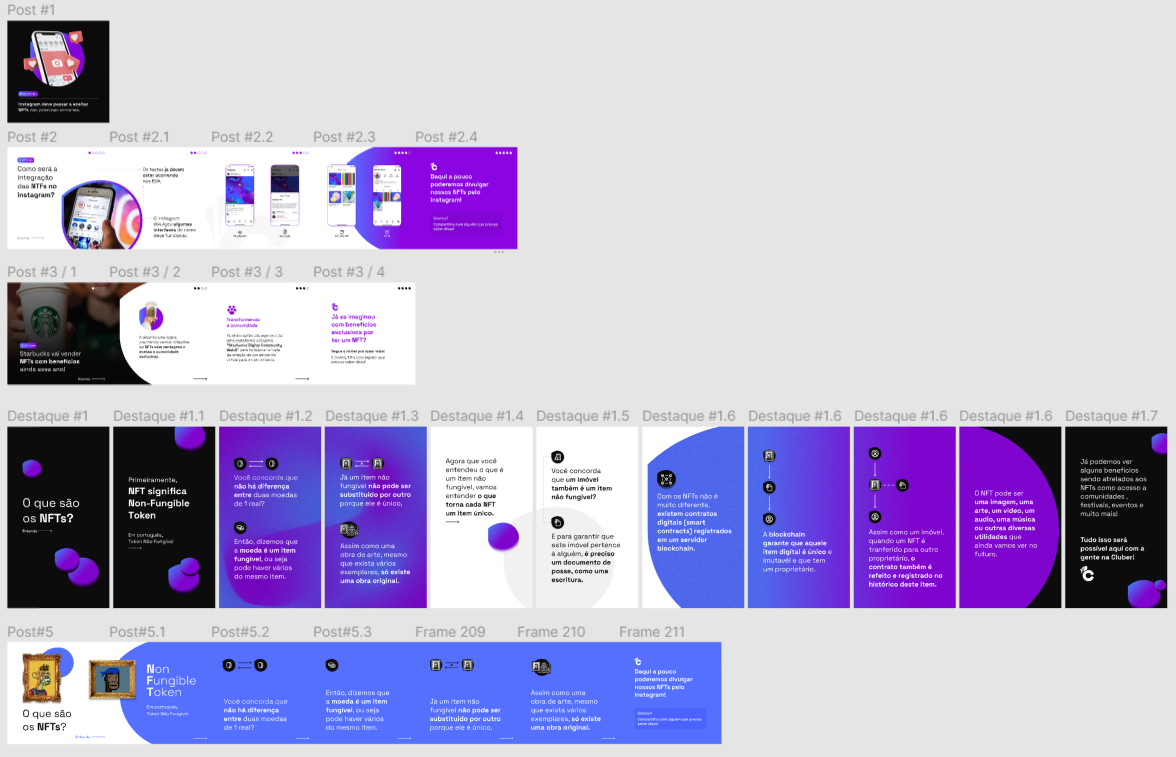 Post #1
Instagram deve passar a aceitar
NFTs nas próximas semanas.
Post #2
Post #2.1
Post #2.2
Post #2.3
Post #2.4
Como será a
integração
das NTFs no
instagram?
Os testes já devem
estar ocorrendo
nos EUA.
O Instagram
divulgou algumas
interfaces de como
deve funcionar.
Daqui a pouco
poderemos divulgar
nossos NFTs pelo
instagram!
Gostou?
Compartilhe com alguém que precisa
saber disso!
Post #3 / 1
Post #3 / 2
Post #3 / 3
Post #3 / 4
Starbucks vai vender
NFTs com benefícios
ainda esse ano!
Transformando
a comunidade
Já se imaginou
com benefícios
exclusivos por
ter um NFT?
Destaque #1
Destaque #1.1
Destaque #1.2
Destaque #1.3
Destaque #1.4
Destaque #1.5
Destaque #1.6
Destaque #1.6
Destaque #1.6
Destaque #1.6
Destaque #1.7
O que são
os NFTs?
Primeiramente,
NFT significa
Non-Fungible
Token
Em português,
Token Não Fungível
Você concorda que
não há diferença
entre duas moedas
de 1 real?
Então, dizemos que
a moeda é um item
fungível, ou seja
pode haver vários
do mesmo item.
Já um item não
fungível não pode ser
substituido por outro
porque ele é único,
Assim como uma
obra de arte, mesmo
que exista vários
exemplares, só existe
uma obra original.
Agora que você
entendeu o que é
um item não
fungível, vamos
entender o que
torna cada NFT
um item único.
Você concorda
que um imóvel
também é um item
não fungível?
E para garantir que
este imóvel pertence
à alguém, é preciso
um documento de
posse, como uma
escritura.
Com os NFTs não é
muito diferente,
existem contratos
digitais (smart
contracts) registrados
em um servidor
blockchain.
A blockchain
garante que aquele
item digital é único e
imutável e que tem
um proprietário.
Assim como um imóvel,
quando um NFT é
tranferido para outro
proprietário, o
contrato também é
refeito e registrado no
histórico deste item.
O NFT pode ser
uma imagem, uma
arte, um vídeo, um
audio, uma música
ou outras diversas
utilidades que
ainda vamos ver no
futuro.
Já podemos ver
alguns benefícios
sendo atrelados aos
NFTs como acesso a
comunidades ,
festivais, eventos e
muito mais!
Tudo isso será
possível aqui com a
gente na Cluber!
Post#5
Post#5.1
Post#5.2
Post#5.3
Frame 209
Frame 210
Frame 211
O que são
os NFTs?
Non
Fungible
Token
Em português,
Token Não Fungível
Você concorda que
não há diferença
entre duas moedas
de 1 real?
Então, dizemos que
a moeda é um item
fungível, ou seja
pode haver vários
do mesmo item.
Já um item não
fungível não pode ser
substituido por outro
porque ele é único,
Assim como uma
obra de arte, mesmo
que exista vários
exemplares, só existe
uma obra original.
Daqui a pouco
poderemos divulgar
nossos NFTs pelo
instagram!
Gostou?
Compartilhe com alguém que precisa
saber disso!